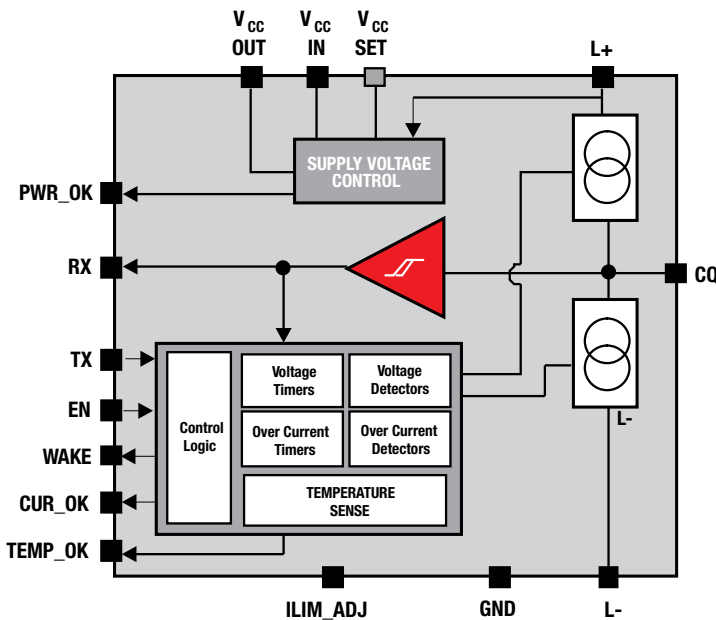 V CC OUT
V CC IN
V CC SET
L+
SUPPLY VOLTAGE
CONTROL
PWR_OK
RX
CQ
TX
EN
WAKE
CUR_OK
TEMP_OK
Control
Logic
Voltage
Timers
Voltage
Detectors
Over Current
Timers
Over Current
Detectors
TEMPERATURE
SENSE
L-
ILIM_ADJ
GND
L-